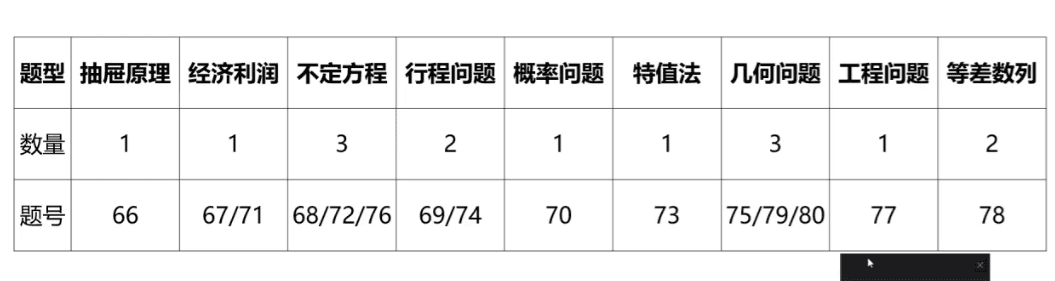 题型 抽屉原理 经济利润 不定方程 行程问题 概率问题 特值法 几何问题 工程问题 等差数列
数量 1 1 3 2 1 1 3 1 2
题号 66 67/71 68/72/76 69/74 70 73 75/79/80 77 78